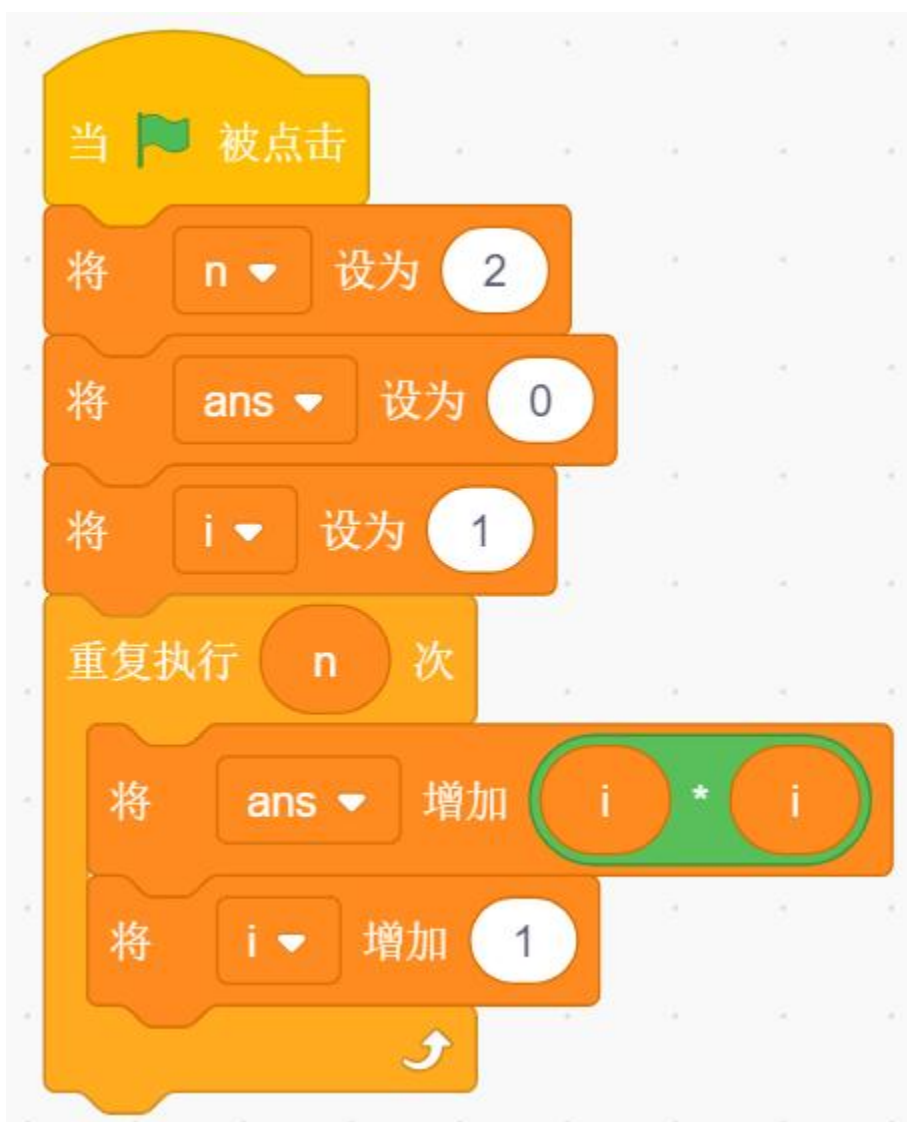 当 被点击
将 n 设为 2
将 ans 设为 0
将 i 设为 1
重复执行 n 次
将 ans 增加 i * i
将 i 增加 1